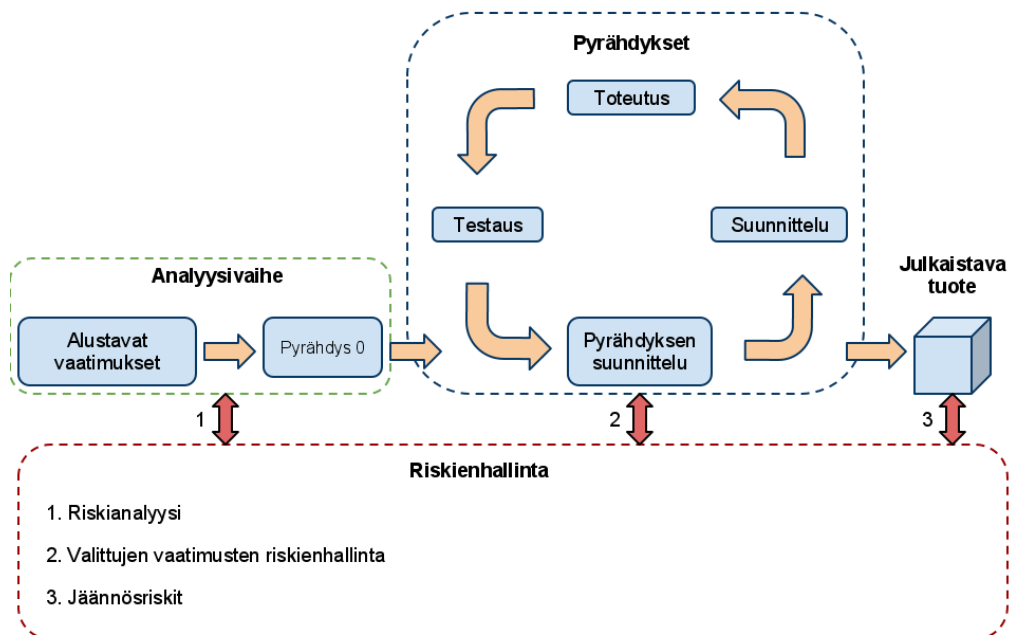 Pyrähdykset
Toteutus
Testaus
Suunnittelu
Analyysivaihe
Julkaistava
tuote
Alustavat
vaatimukset
Pyrähdys 0
Pyrähdyksen
suunnittelu
1
2
3
Riskienhallinta
1. Riskianalyysi
2. Valittujen vaatimusten riskienhallinta
3. Jäännösriskit